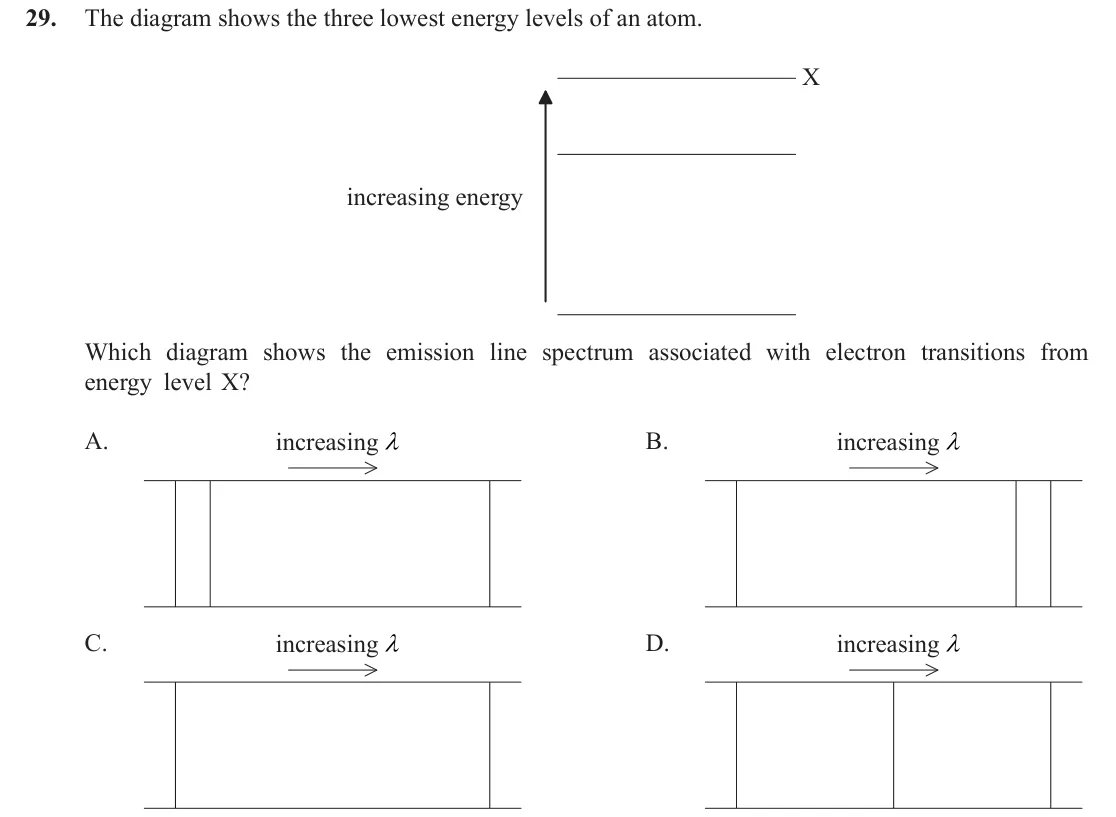 29. The diagram shows the three lowest energy levels of an atom.
X
increasing energy
Which diagram shows the emission line spectrum associated with electron transitions from
energy level X?
A. increasing λ
B. increasing λ
C. increasing λ
D. increasing λ